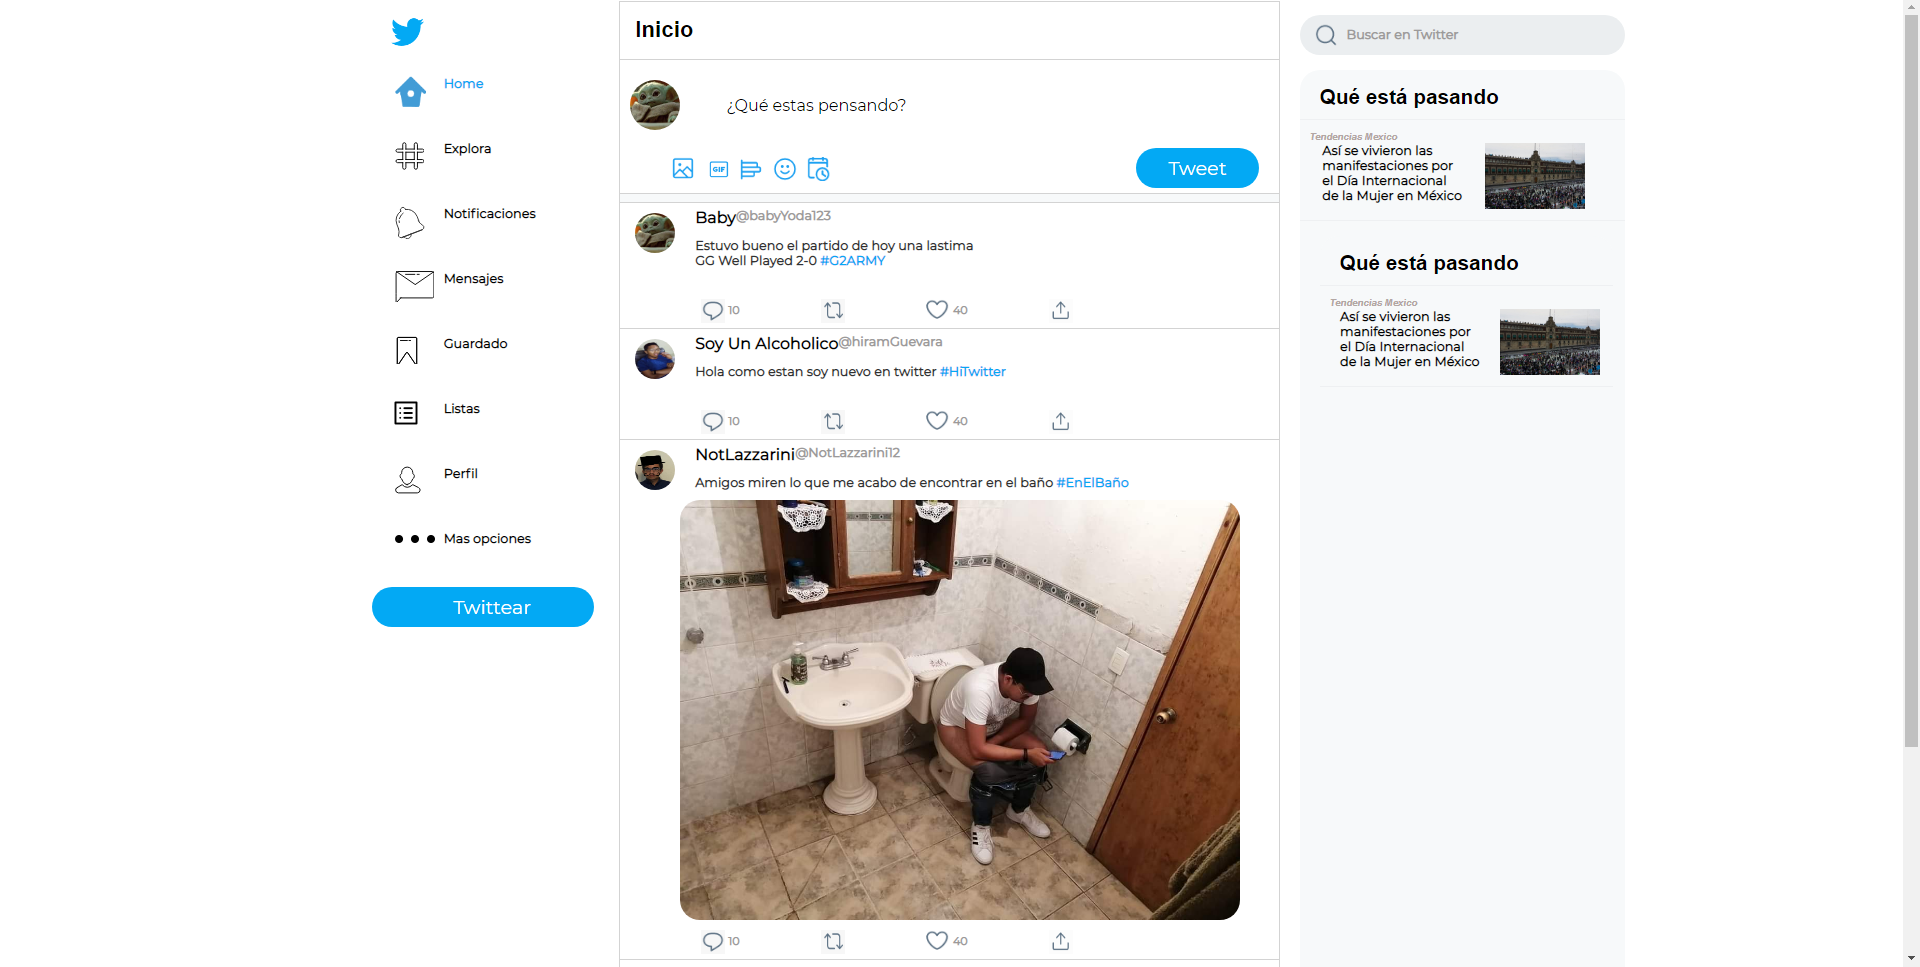 Home
Explora
Notificaciones
Mensajes
Guardado
Listas
Perfil
Mas opciones
Twittear
Inicio
¿Qué estas pensando?
GIF
Tweet
Baby@babyYoda123
Estuvo bueno el partido de hoy una lastima
GG Well Played 2-0 #G2ARMY
10
40
Soy Un Alcoholico@hiramGuevara
Hola como estan soy nuevo en twitter #HiTwitter
10
40
NotLazzarini@NotLazzarini12
Amigos miren lo que me acabo de encontrar en el baño #EnElBaño
10
40
Buscar en Twitter
Qué está pasando
Tendencias Mexico
Así se vivieron las
manifestaciones por
el Día Internacional
de la Mujer en México
Qué está pasando
Tendencias Mexico
Así se vivieron las
manifestaciones por
el Día Internacional
de la Mujer en México